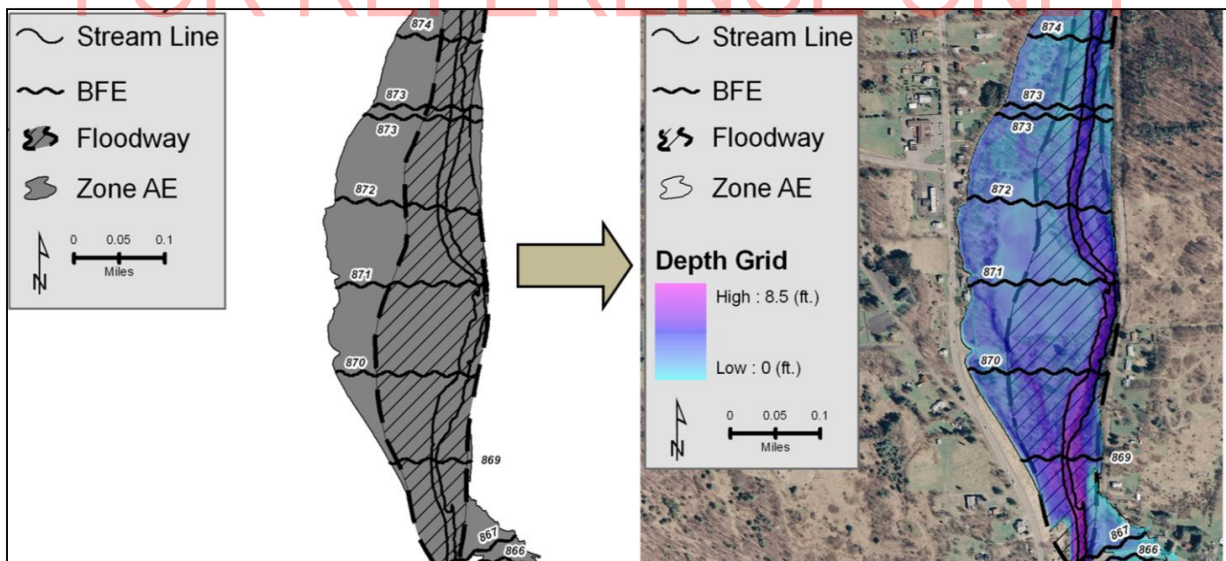 FOR REFERENCE ONLY
Stream Line
BFE
Floodway
Zone AE
0 0.05 0.1
Miles
N
874
873
873
872
871
870
869
867
866
Stream Line
BFE
Floodway
Zone AE
Depth Grid
High : 8.5 (ft.)
Low : 0 (ft.)
0 0.05 0.1
Miles
N
874
873
873
872
871
870
869
867
866